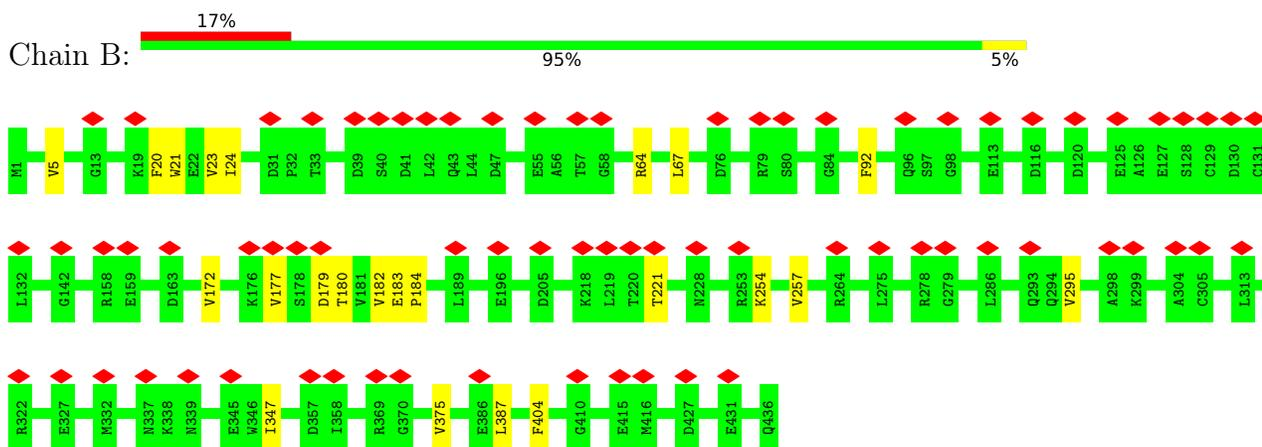 17%
Chain B:
95% 5%
M1 V5 G13 K19 F20 W21 E22 V23 I24 D31 P32 T33 D39 S40 D41 L42 Q43 L44 D47 E55 A56 T57 G58 R64 L67 D76 R79 S80 G84 F92 Q96 S97 G98 E113 D116 D120 E125 A126 E127 S128 C129 D130 C131
L132 G142 R158 E159 D163 V172 K176 V177 S178 D179 T180 V181 V182 E183 P184 L189 E196 D205 K218 L219 T220 T221 N228 R253 K254 V257 R264 L275 R278 G279 L286 Q293 Q294 V295 A298 K299 A304 C305 L313
R322 E327 M332 N337 K338 N339 E345 W346 I347 D357 I358 R369 G370 V375 E386 L387 F404 G410 E415 M416 D427 E431 Q436